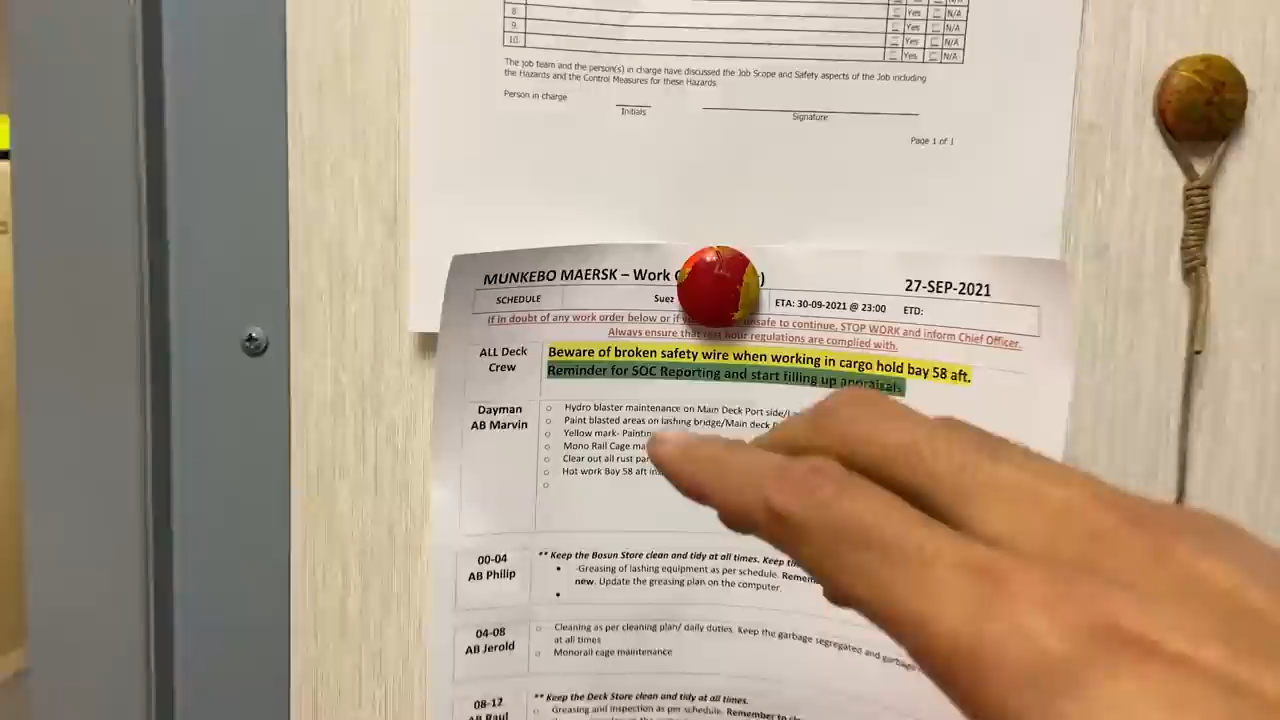 8 Yes N/A
9. Yes N/A
10. Yes N/A
Yes N/A
The job team and the person(s) in charge have discussed the Job Scope and Safety aspects of the Job including
the Hazards and the Control Measures for these Hazards.
Person in charge
Initials
Signature
Page 1 of 1
MUNKEBO MAERSK – Work 27-SEP-2021
SCHEDULE Suez ETA: 30-09-2021 @ 23:00 ETD:
If in doubt of any work order below or if unsafe to continue, STOP WORK and inform Chief Officer.
Always ensure that rest hour regulations are complied with.
ALL Deck Crew
Beware of broken safety wire when working in cargo hold bay 58 aft.
Reminder for SOC Reporting and start filling up appraisals
Dayman
AB Marvin
Hydro blaster maintenance on Main Deck Port side/
Paint blasted areas on lashing bridge/Main deck
Yellow mark- Painting
Mono Rail Cage
Clear out all rust
Hot work Bay 58 aft
00-04
AB Philip
** Keep the Bosun Store clean and tidy at all times. Keep
-Greasing of lashing equipment as per schedule.
new. Update the greasing plan on the computer.
04-08
AB Jerold
Cleaning as per cleaning plan/ daily duties. Keep the garbage segregated and garbage
at all times
Monorail cage maintenance
08-12
AB Paul
** Keep the Deck Store clean and tidy at all times.
Greasing and inspection as per schedule. Remember to